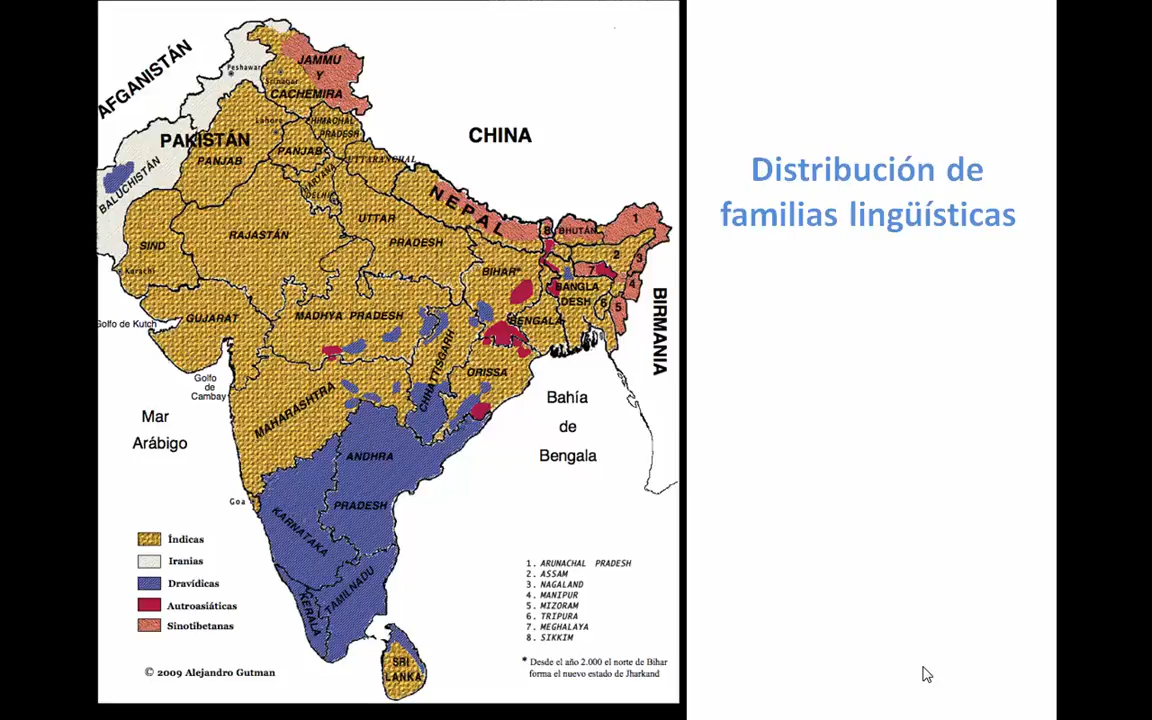 AFGANISTÁN
Peshawar
JAMMU
Y
CACHEMIRA
Srinagar
PAKISTÁN
Lahore
PANJAB
PANJAB
HIMACHAL
PRADESH
UTTARANCHAL
HARYANA
DELHI
BALUCHISTÁN
CHINA
NEPAL
8
BHUTÁN
1
2
3
4
5
6
7
SIND
Karachi
RAJASTÁN
UTTAR
PRADESH
BIHAR*
BANGLA
DESH
BENGALA
BIRMANIA
Golfo de Kutch
GUJARAT
MADHYA PRADESH
CHHATTISGARH
ORISSA
Golfo
de
Cambay
MAHARASHTRA
Mar
Arábigo
Bahía
de
Bengala
ANDHRA
PRADESH
Goa
KARNATAKA
TAMILNADU
KERALA
SRI
LANKA
Índicas
Iranias
Dravídicas
Autroasiáticas
Sinotibetanas
© 2009 Alejandro Gutman
1. ARUNACHAL PRADESH
2. ASSAM
3. NAGALAND
4. MANIPUR
5. MIZORAM
6. TRIPURA
7. MEGHALAYA
8. SIKKIM
* Desde el año 2.000 el norte de Bihar
forma el nuevo estado de Jharkand
Distribución de
familias lingüísticas